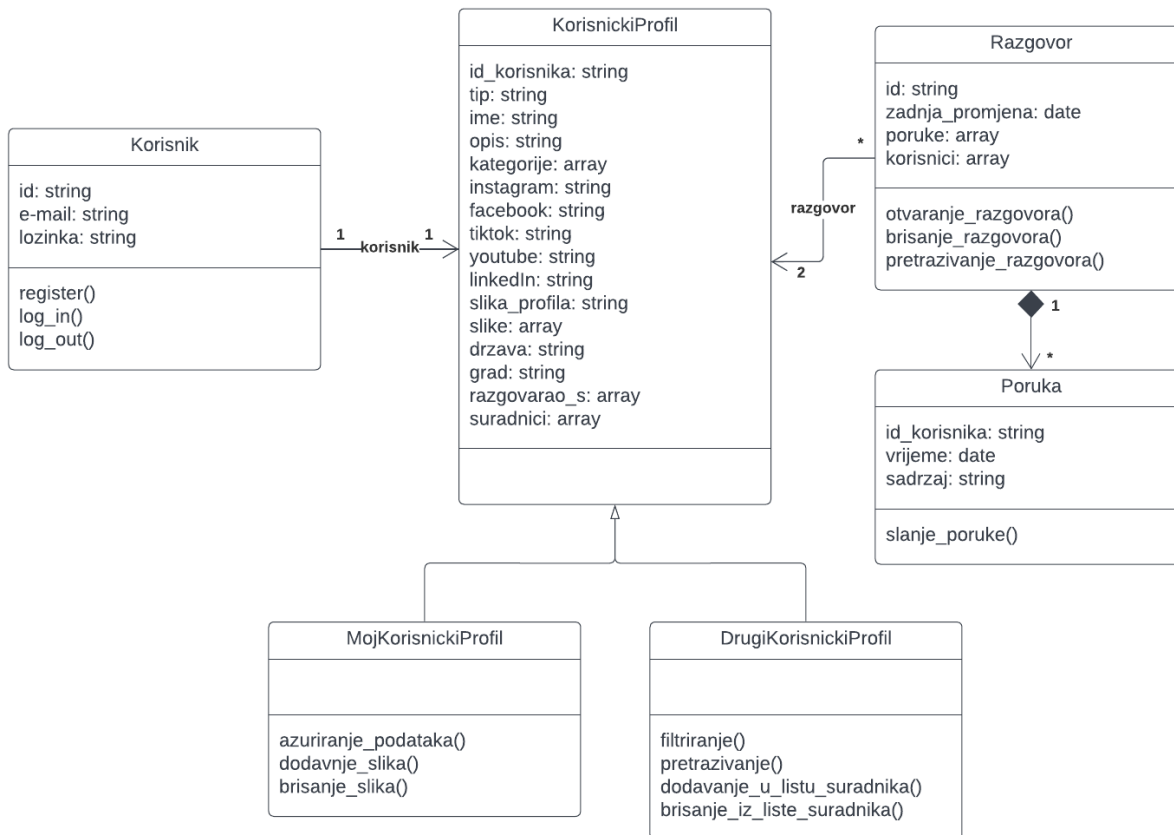 Korisnik
id: string
e-mail: string
lozinka: string
register()
log_in()
log_out()
1
korisnik
1
KorisnickiProfil
id_korisnika: string
tip: string
ime: string
opis: string
kategorije: array
instagram: string
facebook: string
tiktok: string
youtube: string
linkedIn: string
slika_profila: string
slike: array
drzava: string
grad: string
razgovarao_s: array
suradnici: array
*
razgovor
2
Razgovor
id: string
zadnja_promjena: date
poruke: array
korisnici: array
otvaranje_razgovora()
brisanje_razgovora()
pretrazivanje_razgovora()
1
*
Poruka
id_korisnika: string
vrijeme: date
sadrzaj: string
slanje_poruke()
MojKorisnickiProfil
azuriranje_podataka()
dodavnje_slika()
brisanje_slika()
DrugiKorisnickiProfil
filtriranje()
pretrazivanje()
dodavanje_u_listu_suradnika()
brisanje_iz_liste_suradnika()